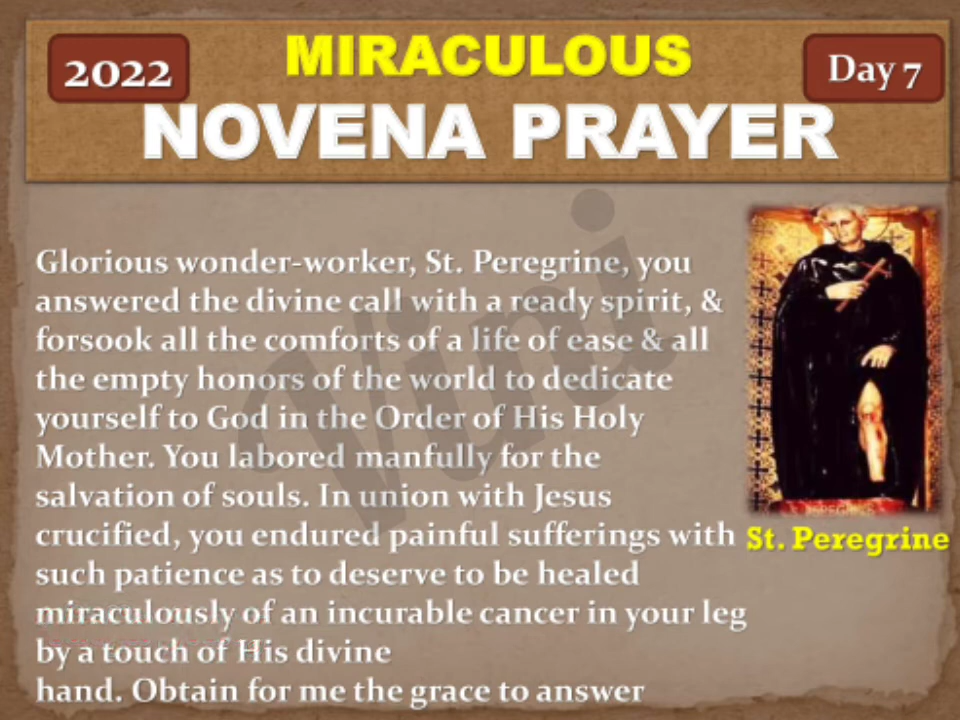 MIRACULOUS
2022
Day 7
NOVENA PRAYER
Glorious wonder-worker, St. Peregrine, you
answered the divine call with a ready spirit, &
forsook all the comforts of a life of ease & all
the empty honors of the world to dedicate
yourself to God in the Order of His Holy
Mother. You labored manfully for the
salvation of souls. In union with Jesus
crucified, you endured painful sufferings with
such patience as to deserve to be healed
miraculously of an incurable cancer in your leg
by a touch of His divine
hand. Obtain for me the grace to answer
St. Peregrine
Vini